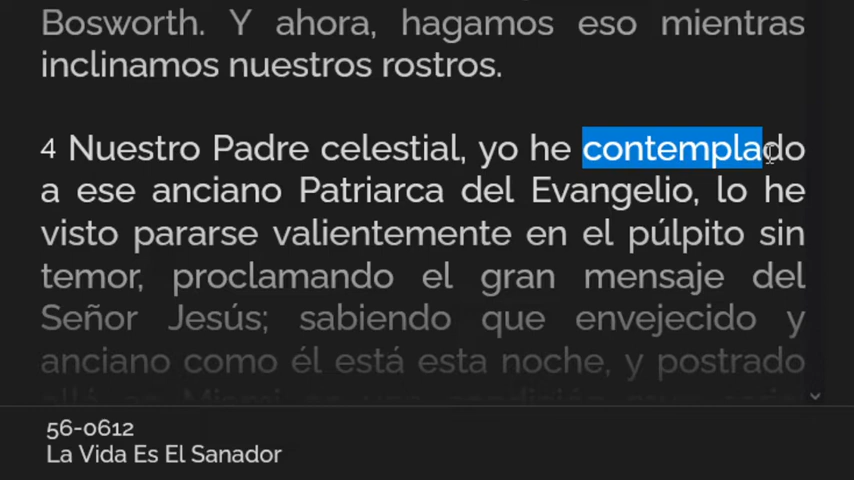 Bosworth. Y ahora, hagamos eso mientras
inclinamos nuestros rostros.
4 Nuestro Padre celestial, yo he contemplado
a ese anciano Patriarca del Evangelio, lo he
visto pararse valientemente en el púlpito sin
temor, proclamando el gran mensaje del
Señor Jesús; sabiendo que envejecido y
anciano como él está esta noche, y postrado
56-0612
La Vida Es El Sanador